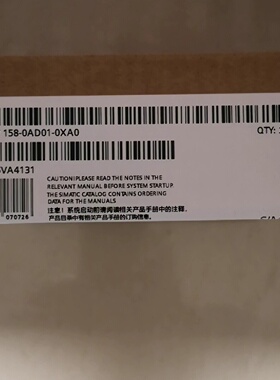 158-0AD01-0XA0
QTY:
VA4131
CAUTION!PLEASE READ THE NOTES IN THE
RELEVANT MANUAL BEFORE SYSTEM STARTUP.
THE SIMATIC CATALOG CONTAINS ORDERING
DATA FOR THE MANUALS
注意！系统启动前请阅读相关产品手册中的注释。
产品目录中有相关产品手册的订购信息.
070726